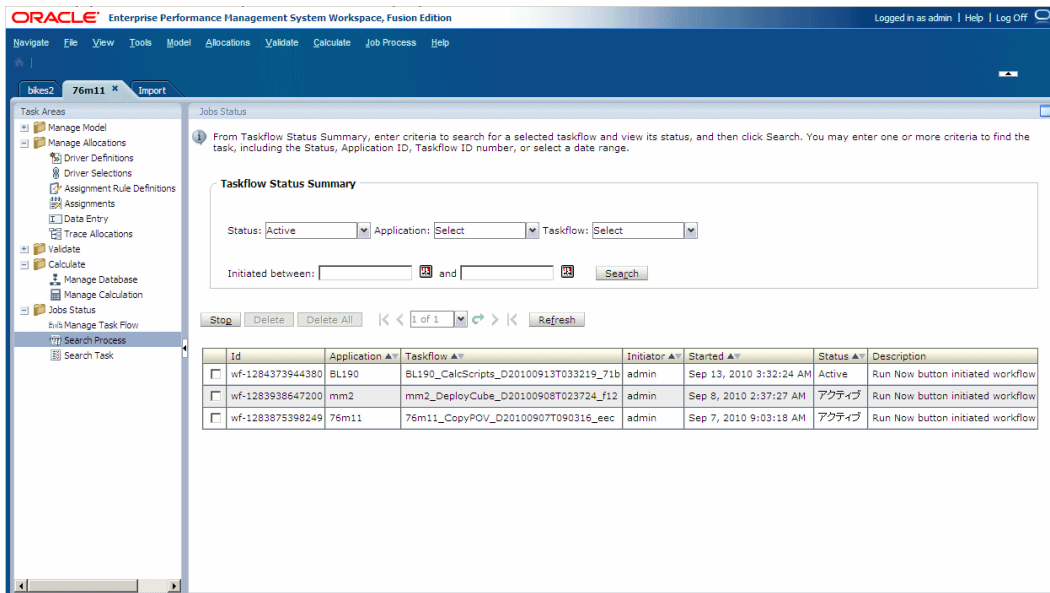 ORACLE Enterprise Performance Management System Workspace, Fusion Edition
Logged in as admin | Help | Log Off
Navigate File View Tools Model Allocations Validate Calculate Job Process Help
bikes2 76m11 Import
Task Areas
Manage Model
Manage Allocations
Driver Definitions
Driver Selections
Assignment Rule Definitions
Assignments
Data Entry
Trace Allocations
Validate
Calculate
Manage Database
Manage Calculation
Jobs Status
Manage Task Flow
Search Process
Search Task
Jobs Status
From Taskflow Status Summary, enter criteria to search for a selected taskflow and view its status, and then click Search. You may enter one or more criteria to find the
task, including the Status, Application ID, Taskflow ID number, or select a date range.
Taskflow Status Summary
Status: Active Application: Select Taskflow: Select
Initiated between: and Search
Stop Delete Delete All 1 of 1 Refresh
Id Application Taskflow Initiator Started Status Description
wf-1284373944380 BL190 BL190_CalcScripts_D20100913T033219_71b admin Sep 13, 2010 3:32:24 AM Active Run Now button initiated workflow
wf-1283938647200 mm2 mm2_DeployCube_D20100908T023724_f12 admin Sep 8, 2010 2:37:27 AM アクティブ Run Now button initiated workflow
wf-1283875398249 76m11 76m11_CopyPOV_D20100907T090316_eec admin Sep 7, 2010 9:03:18 AM アクティブ Run Now button initiated workflow